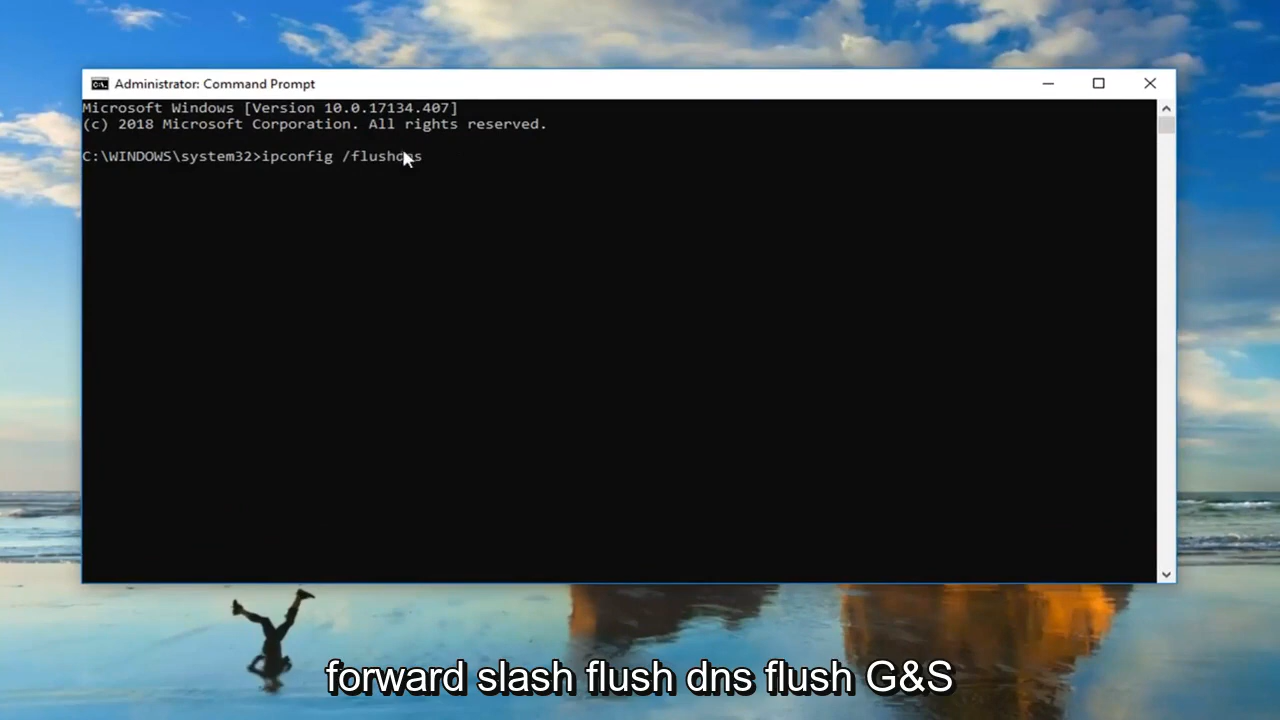 Administrator: Command Prompt
Microsoft Windows [Version 10.0.17134.407]
(c) 2018 Microsoft Corporation. All rights reserved.
C:\WINDOWS\system32>ipconfig /flushdns
forward slash flush dns flush G&S